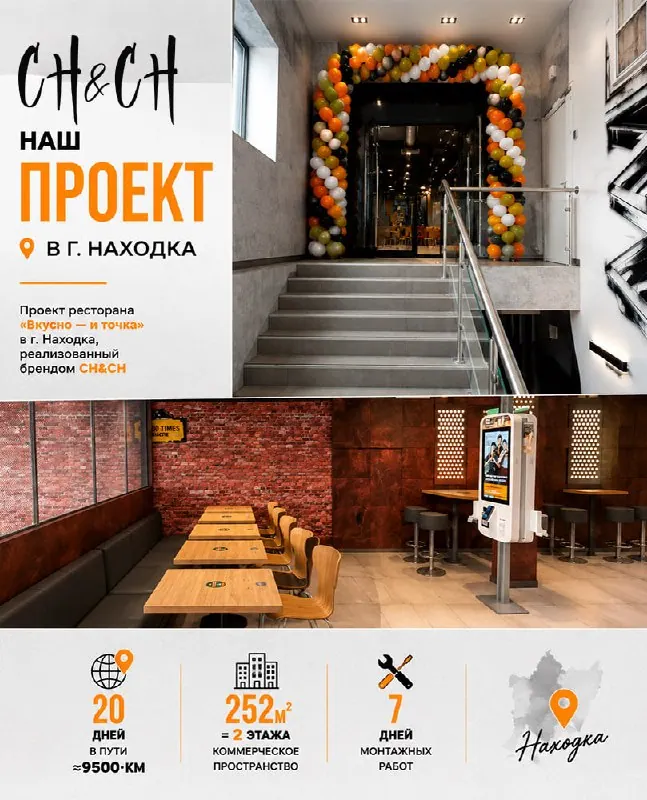 CH&CH
НАШ
ПРОЕКТ
В Г. НАХОДКА
Проект ресторана
«Вкусно — и точка»
в г. Находка,
реализованный
брендом CH&CH
20
ДНЕЙ
В ПУТИ
≈9500·КМ
252м²
= 2 ЭТАЖА
КОММЕРЧЕСКОЕ
ПРОСТРАНСТВО
7
ДНЕЙ
МОНТАЖНЫХ
РАБОТ
Находка